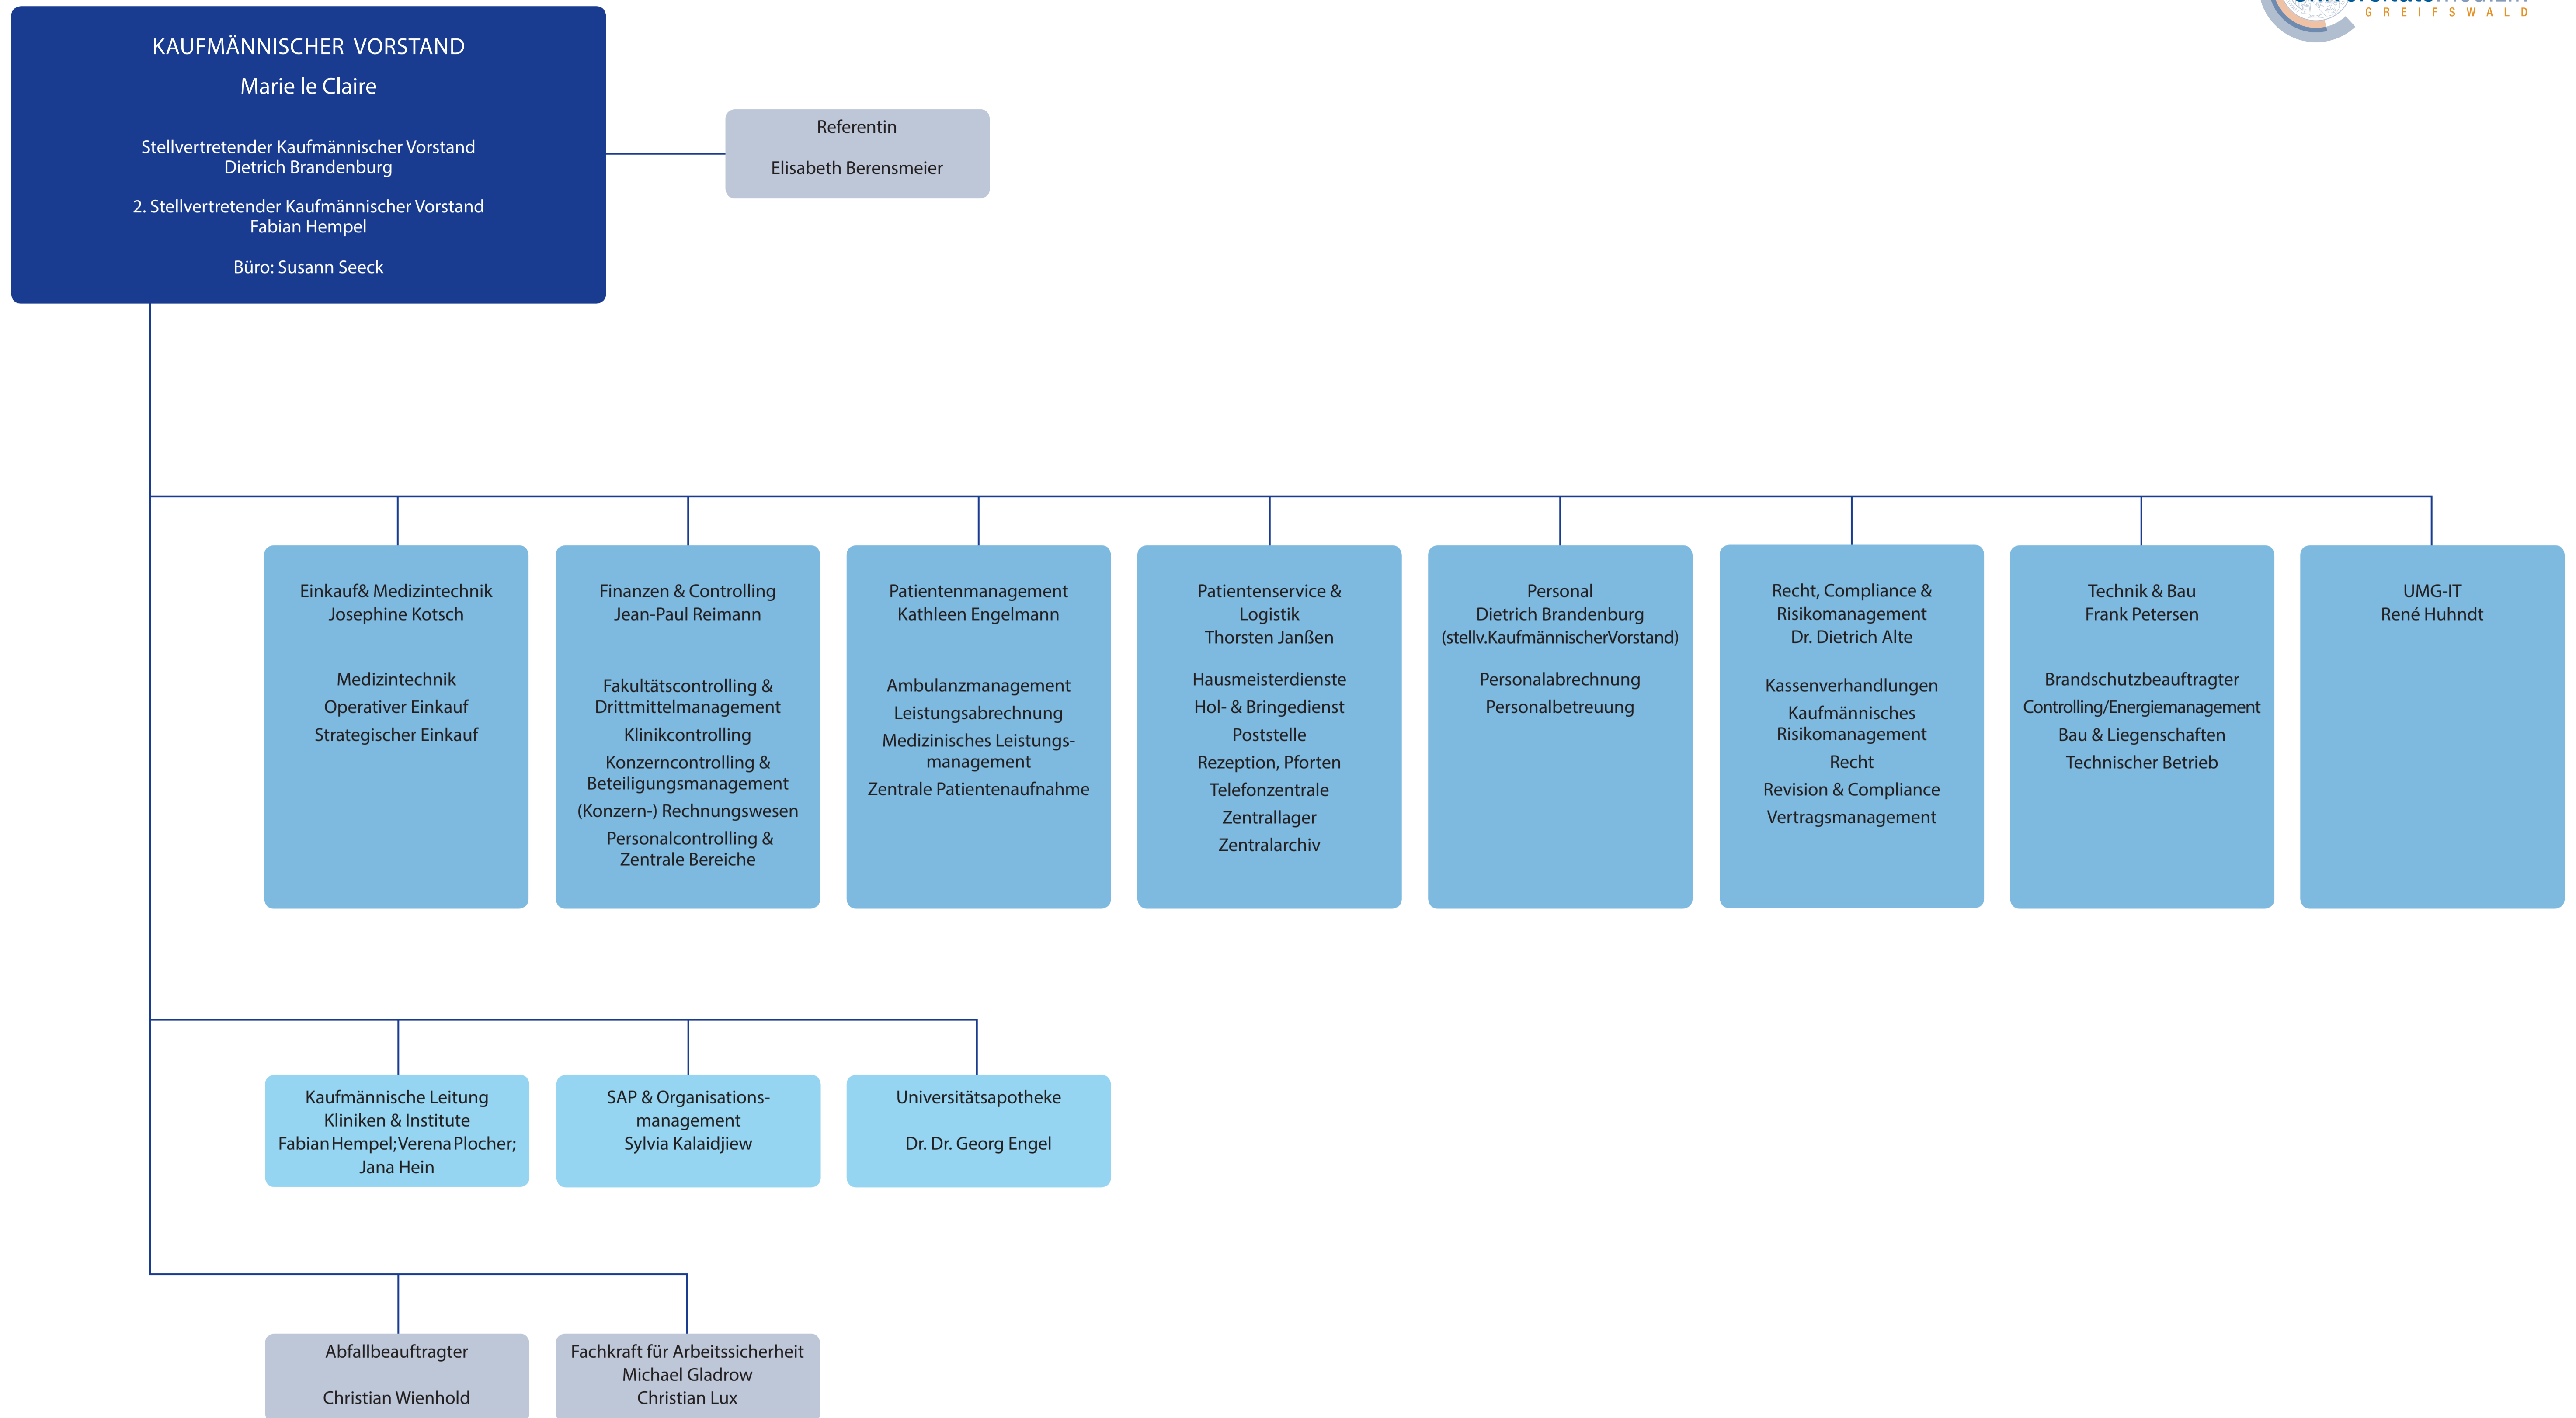 GREIFSWALD
KAUFMÄNNISCHER VORSTAND
Marie le Claire
Stellvertretender Kaufmännischer Vorstand
Dietrich Brandenburg
2. Stellvertretender Kaufmännischer Vorstand
Fabian Hempel
Büro: Susann Seeck
Referentin
Elisabeth Berensmeier
Einkauf& Medizintechnik
Josephine Kotsch
Medizintechnik
Operativer Einkauf
Strategischer Einkauf
Finanzen & Controlling
Jean-Paul Reimann
Fakultätscontrolling &
Drittmittelmanagement
Klinikcontrolling
Konzerncontrolling &
Beteiligungsmanagement
(Konzern-) Rechnungswesen
Personalcontrolling &
Zentrale Bereiche
Patientenmanagement
Kathleen Engelmann
Ambulanzmanagement
Leistungsabrechnung
Medizinisches Leistungs-
management
Zentrale Patientenaufnahme
Patientenservice &
Logistik
Thorsten Janßen
Hausmeisterdienste
Hol- & Bringedienst
Poststelle
Rezeption, Pforten
Telefonzentrale
Zentrallager
Zentralarchiv
Personal
Dietrich Brandenburg
(stellv.KaufmännischerVorstand)
Personalabrechnung
Personalbetreuung
Recht, Compliance &
Risikomanagement
Dr. Dietrich Alte
Kassenverhandlungen
Kaufmännisches
Risikomanagement
Recht
Revision & Compliance
Vertragsmanagement
Technik & Bau
Frank Petersen
Brandschutzbeauftragter
Controlling/Energiemanagement
Bau & Liegenschaften
Technischer Betrieb
UMG-IT
René Huhndt
Kaufmännische Leitung
Kliniken & Institute
Fabian Hempel; Verena Plocher;
Jana Hein
SAP & Organisations-
management
Sylvia Kalaidjiew
Universitätsapotheke
Dr. Dr. Georg Engel
Abfallbeauftragter
Christian Wienhold
Fachkraft für Arbeitssicherheit
Michael Gladrow
Christian Lux